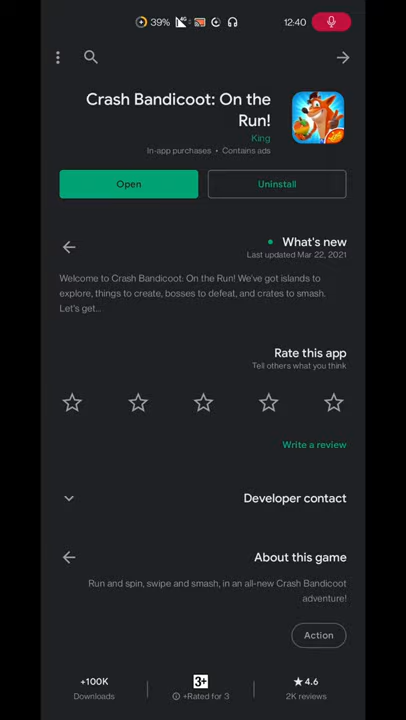 39%
12:40
Crash Bandicoot: On the
Run!
King
In-app purchases • Contains ads
Open
Uninstall
What's new
Last updated Mar 22, 2021
Welcome to Crash Bandicoot: On the Run! We've got islands to
explore, things to create, bosses to defeat, and crates to smash.
Let's get...
Rate this app
Tell others what you think
Write a review
Developer contact
About this game
Run and spin, swipe and smash, in an all-new Crash Bandicoot
adventure!
Action
+100K
Downloads
3+
+Rated for 3
★4.6
2K reviews